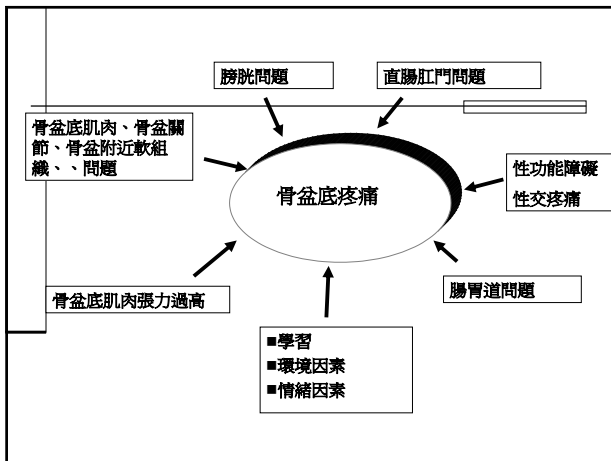 膀胱問題
直腸肛門問題
骨盆底肌肉、骨盆關
節、骨盆附近軟組
織、、問題
骨盆底疼痛
性功能障礙
性交疼痛
骨盆底肌肉張力過高
腸胃道問題
■學習
■環境因素
■情緒因素